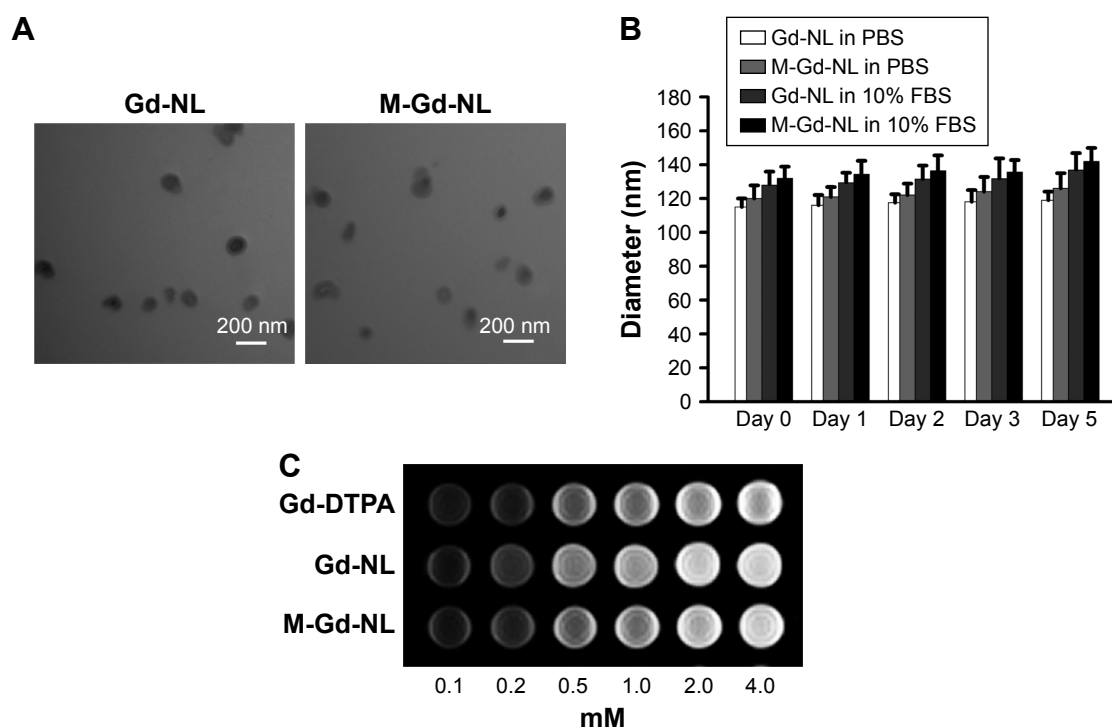 A
Gd-NL
M-Gd-NL
200 nm
200 nm
B
Gd-NL in PBS
M-Gd-NL in PBS
Gd-NL in 10% FBS
M-Gd-NL in 10% FBS
Diameter (nm)
180
160
140
120
100
80
60
40
20
0
Day 0 Day 1 Day 2 Day 3 Day 5
C
Gd-DTPA
Gd-NL
M-Gd-NL
0.1 0.2 0.5 1.0 2.0 4.0
mM